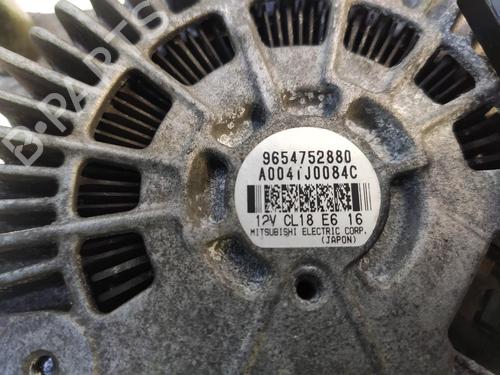 B-PARTS
9654752880
A004TJ0084C
12V CL18 E6 16
MITSUBISHI ELECTRIC CORP.
(JAPON)